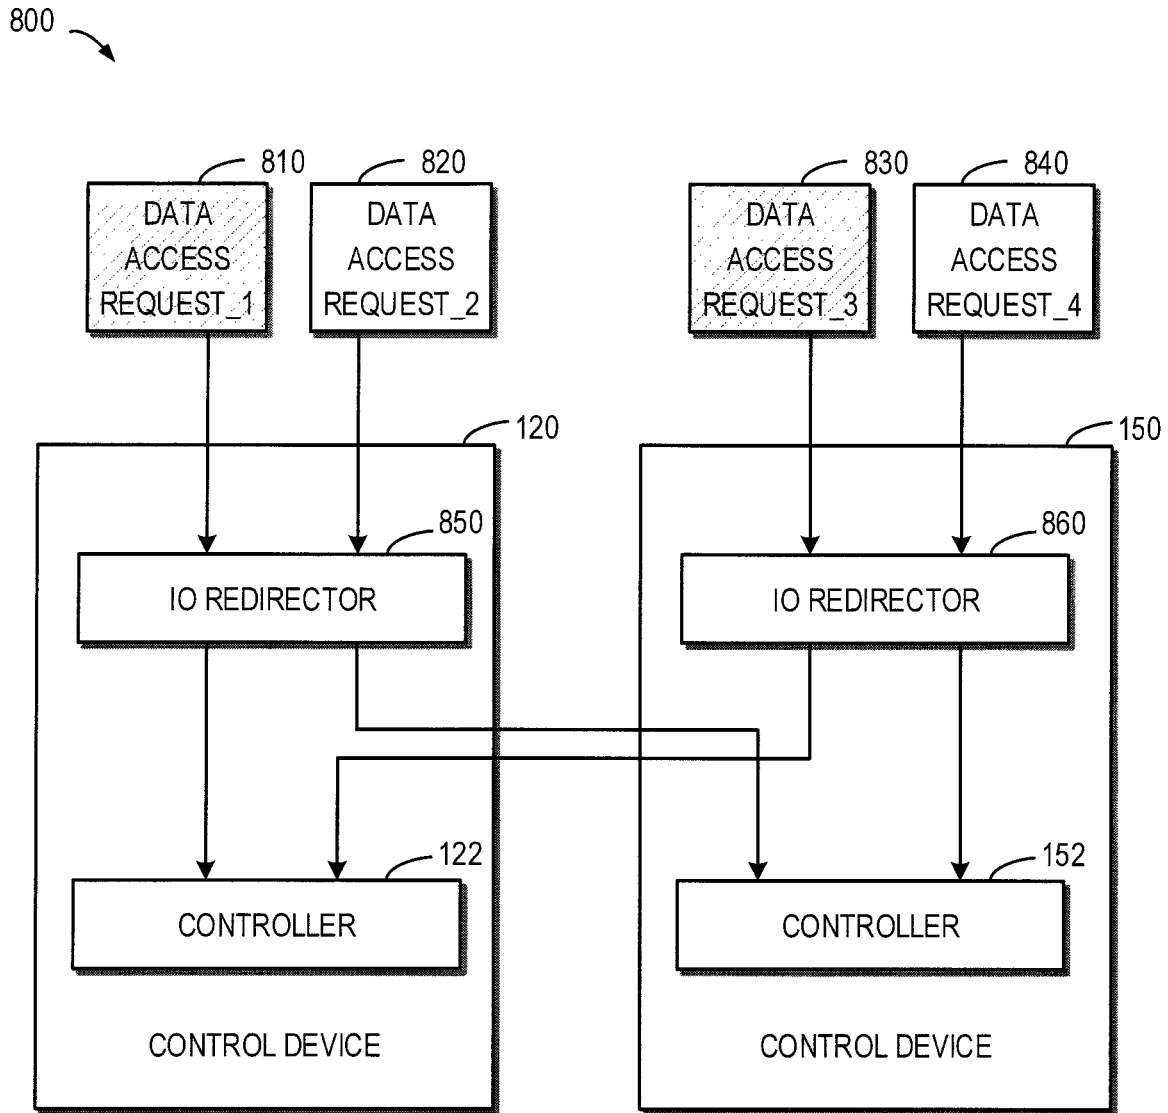 800
810
820
830
840
DATA
ACCESS
REQUEST_1
DATA
ACCESS
REQUEST_2
DATA
ACCESS
REQUEST_3
DATA
ACCESS
REQUEST_4
120
150
850
860
IO REDIRECTOR
IO REDIRECTOR
122
152
CONTROLLER
CONTROLLER
CONTROL DEVICE
CONTROL DEVICE